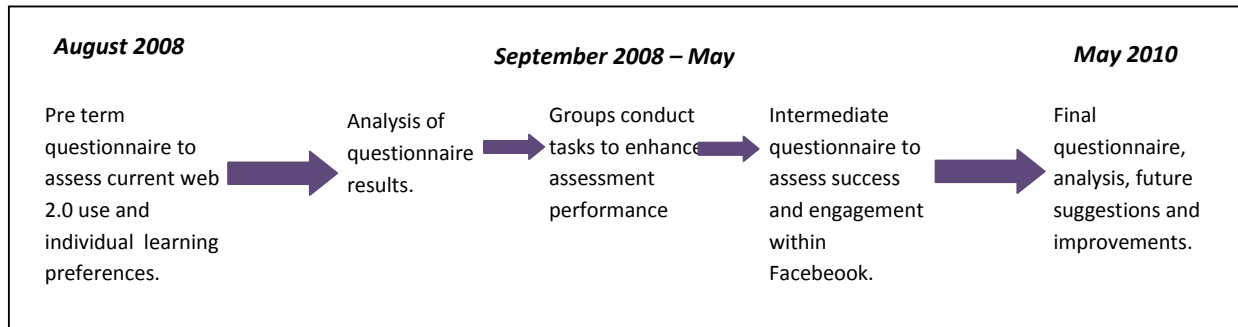 August 2008
September 2008 – May
May 2010
Pre term
questionnaire to
assess current web
2.0 use and
individual learning
preferences.
Analysis of
questionnaire
results.
Groups conduct
tasks to enhance
assessment
performance
Intermediate
questionnaire to
assess success
and engagement
within
Facebeook.
Final
questionnaire,
analysis, future
suggestions and
improvements.